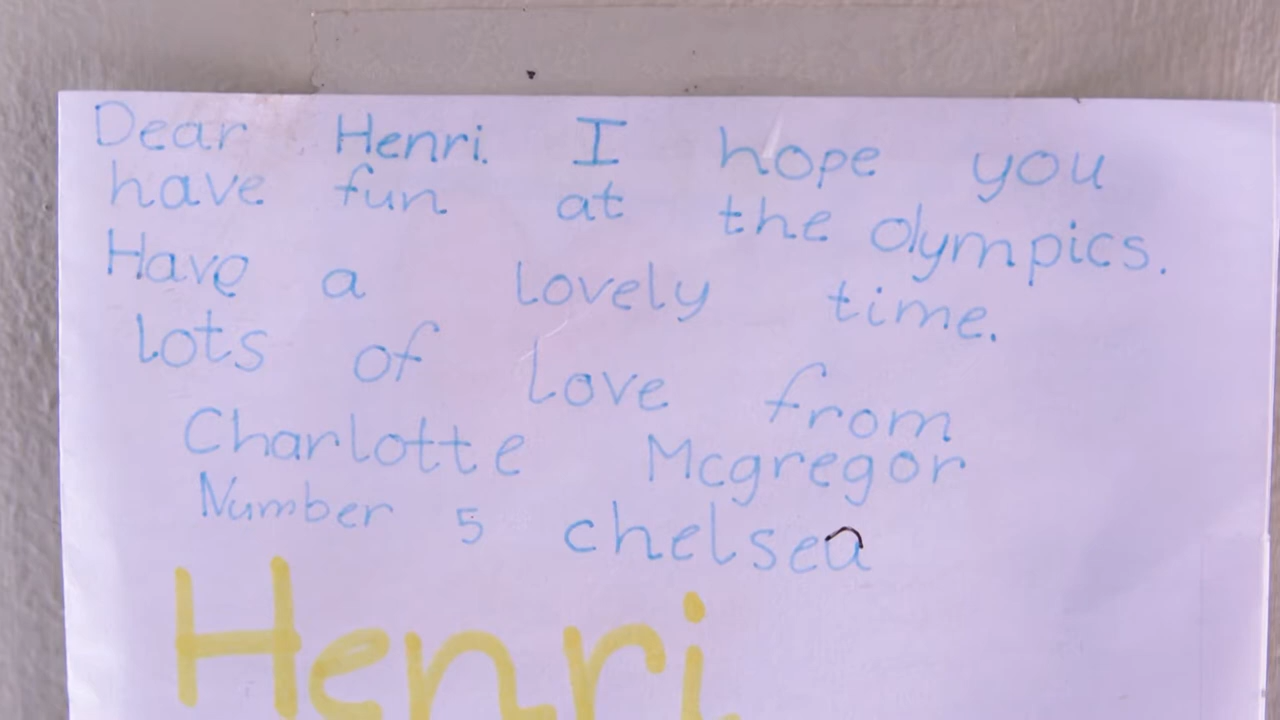 Dear Henri. I hope you
have fun at the Olympics.
Have a lovely time.
lots of love from
Charlotte Mcgregor
Number 5 chelsea
Henri